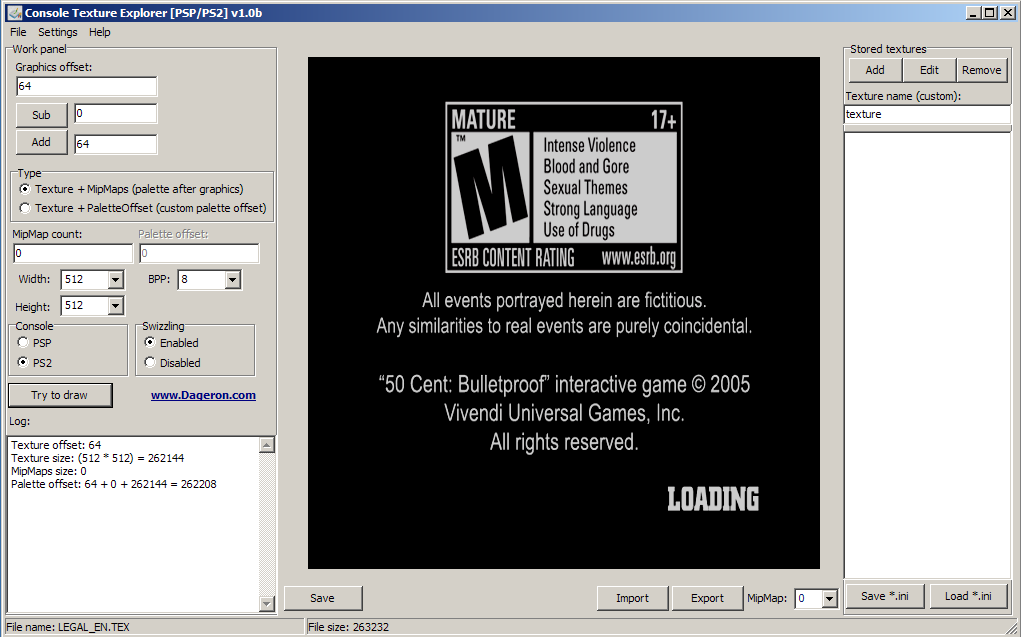 Console Texture Explorer [PSP/PS2] v1.0b
File Settings Help
Work panel
Graphics offset:
64
Sub 0
Add 64
Type
Texture + MipMaps (palette after graphics)
Texture + PaletteOffset (custom palette offset)
MipMap count: Palette offset:
0 0
Width: 512 BPP: 8
Height: 512
Console
PSP
PS2
Swizzling
Enabled
Disabled
Try to draw
www.Dageron.com
Log:
Texture offset: 64
Texture size: (512 * 512) = 262144
MipMaps size: 0
Palette offset: 64 + 0 + 262144 = 262208
MATURE 17+
TM
M
Intense Violence
Blood and Gore
Sexual Themes
Strong Language
Use of Drugs
ESRB CONTENT RATING www.esrb.org
All events portrayed herein are fictitious.
Any similarities to real events are purely coincidental.
“50 Cent: Bulletproof” interactive game © 2005
Vivendi Universal Games, Inc.
All rights reserved.
LOADING
Save Import Export MipMap: 0
Stored textures
Add Edit Remove
Texture name (custom):
texture
Save *.ini Load *.ini
File name: LEGAL_EN.TEX File size: 263232